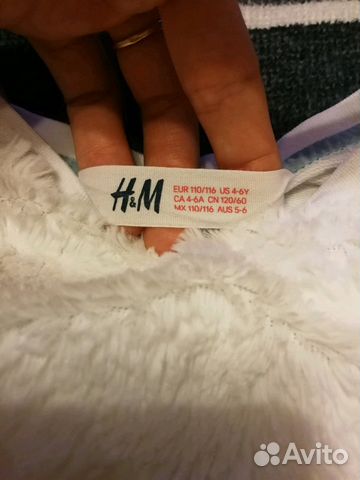 H&M
EUR 110/116 US 4-6Y
CA 4-6A CN 120/60
MX 110/116 AUS 5-6
Avito